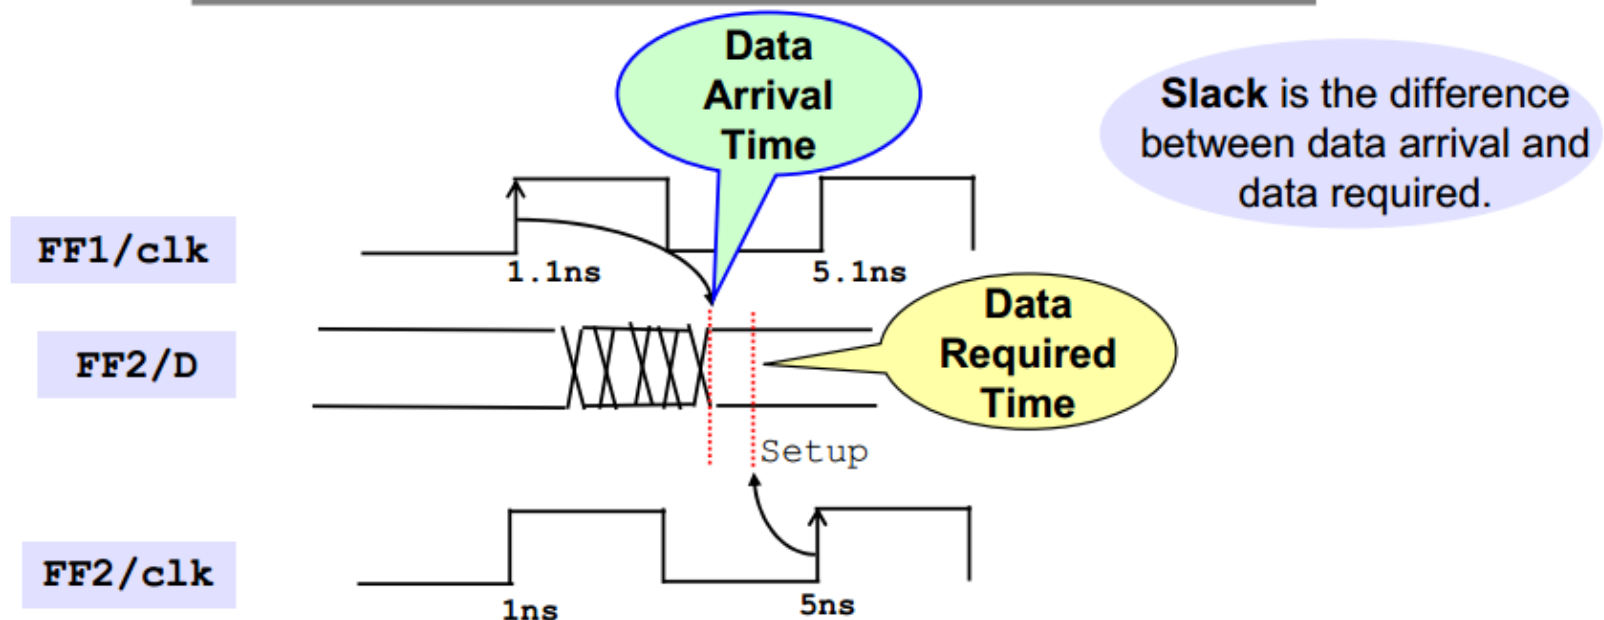 Data
Arrival
Time
Slack is the difference
between data arrival and
data required.
FF1/clk
1.1ns
5.1ns
Data
Required
Time
FF2/D
Setup
FF2/clk
1ns
5ns